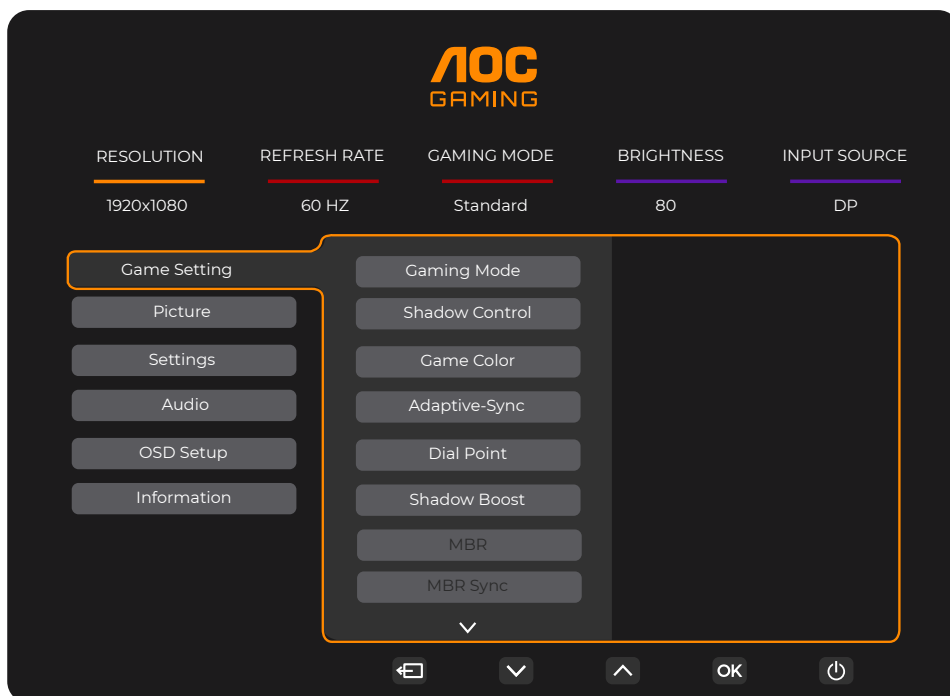 AOC
GAMING
RESOLUTION REFRESH RATE GAMING MODE BRIGHTNESS INPUT SOURCE
1920x1080 60 HZ Standard 80 DP
Game Setting
Picture
Settings
Audio
OSD Setup
Information
Gaming Mode
Shadow Control
Game Color
Adaptive-Sync
Dial Point
Shadow Boost
MBR
MBR Sync
OK